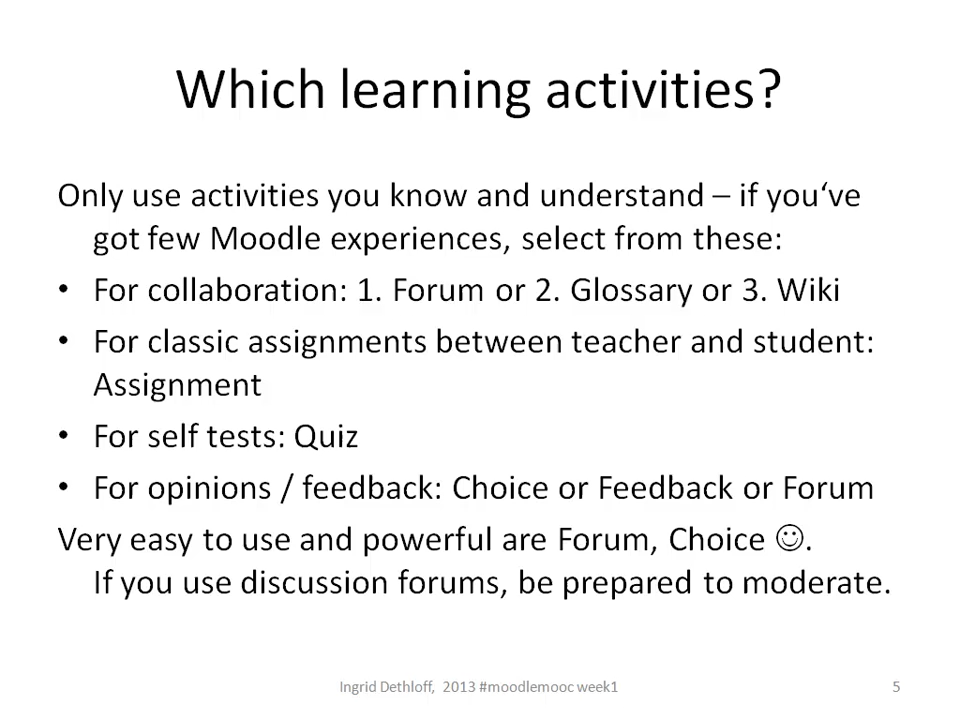 Which learning activities?
Only use activities you know and understand – if you‘ve
got few Moodle experiences, select from these:
• For collaboration: 1. Forum or 2. Glossary or 3. Wiki
• For classic assignments between teacher and student:
Assignment
• For self tests: Quiz
• For opinions / feedback: Choice or Feedback or Forum
Very easy to use and powerful are Forum, Choice ☺.
If you use discussion forums, be prepared to moderate.
Ingrid Dethloff, 2013 #moodlemooc week1
5